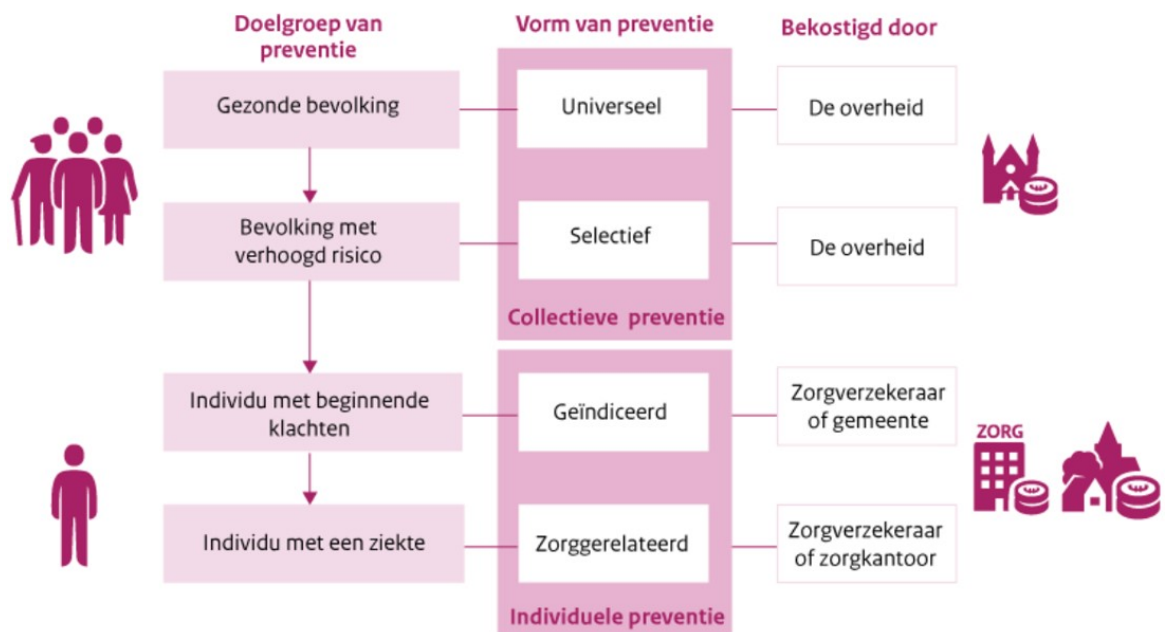 Doelgroep van
preventie
Vorm van preventie
Bekostigd door
Gezonde bevolking
Universeel
De overheid
Bevolking met
verhoogd risico
Selectief
De overheid
Collectieve preventie
Individu met beginnende
klachten
Geïndiceerd
Zorgverzekeraar
of gemeente
ZORG
Individu met een ziekte
Zorggerelateerd
Zorgverzekeraar
of zorgkantoor
Individuele preventie